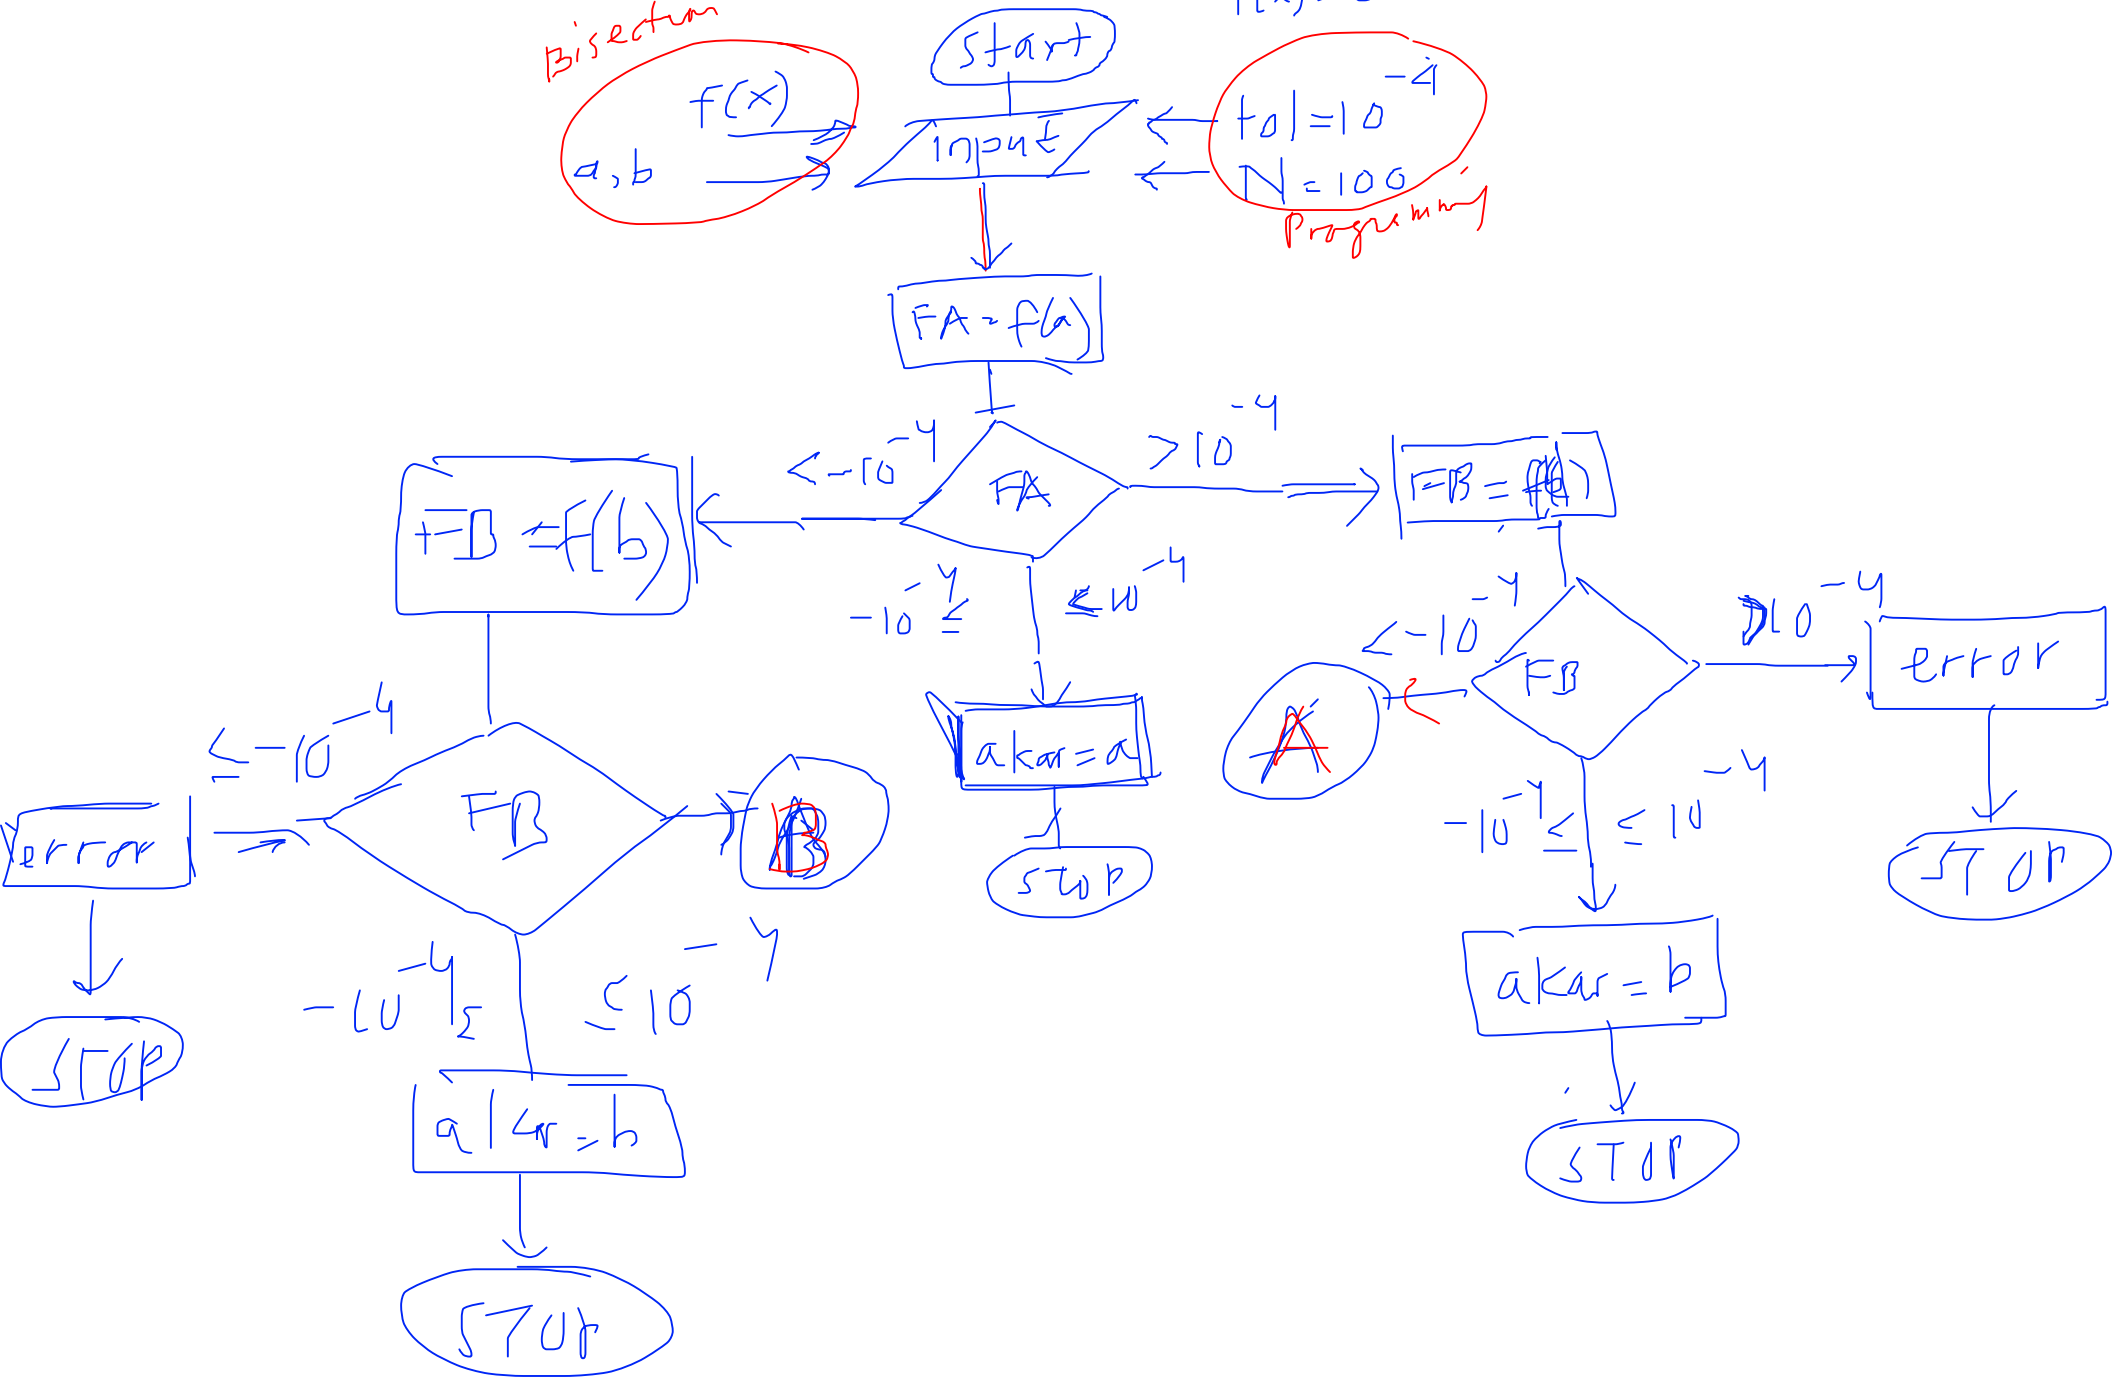 Bisection
start
f(x)
tol=10^-4
input
a,b
N=100
Programming
FA=f(a)
<-10^-4
FA
>10^-4
FB=f(b)
FB=f(b)
-10^-4 ≤
≤10^-4
<-10^-4
FB
>10^-4
error
≤-10^-4
akar=a
A
FB
B
error
-10^-4 ≤
≤10^-4
STOP
stop
-10^-4 ≤
≤10^-4
akar=b
STOP
akar=b
STOP
STOP